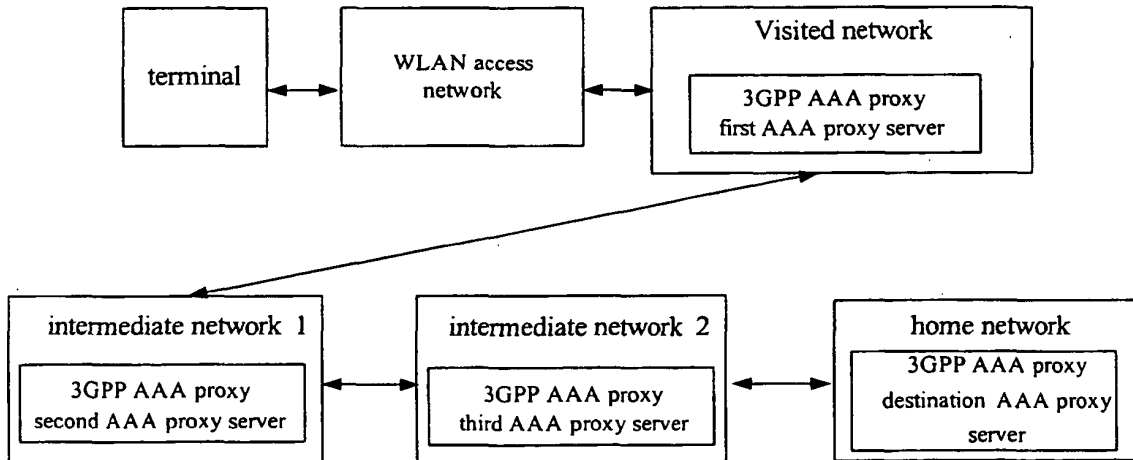 terminal
WLAN access
network
Visited network
3GPP AAA proxy
first AAA proxy server
intermediate network 1
3GPP AAA proxy
second AAA proxy server
intermediate network 2
3GPP AAA proxy
third AAA proxy server
home network
3GPP AAA proxy
destination AAA proxy
server